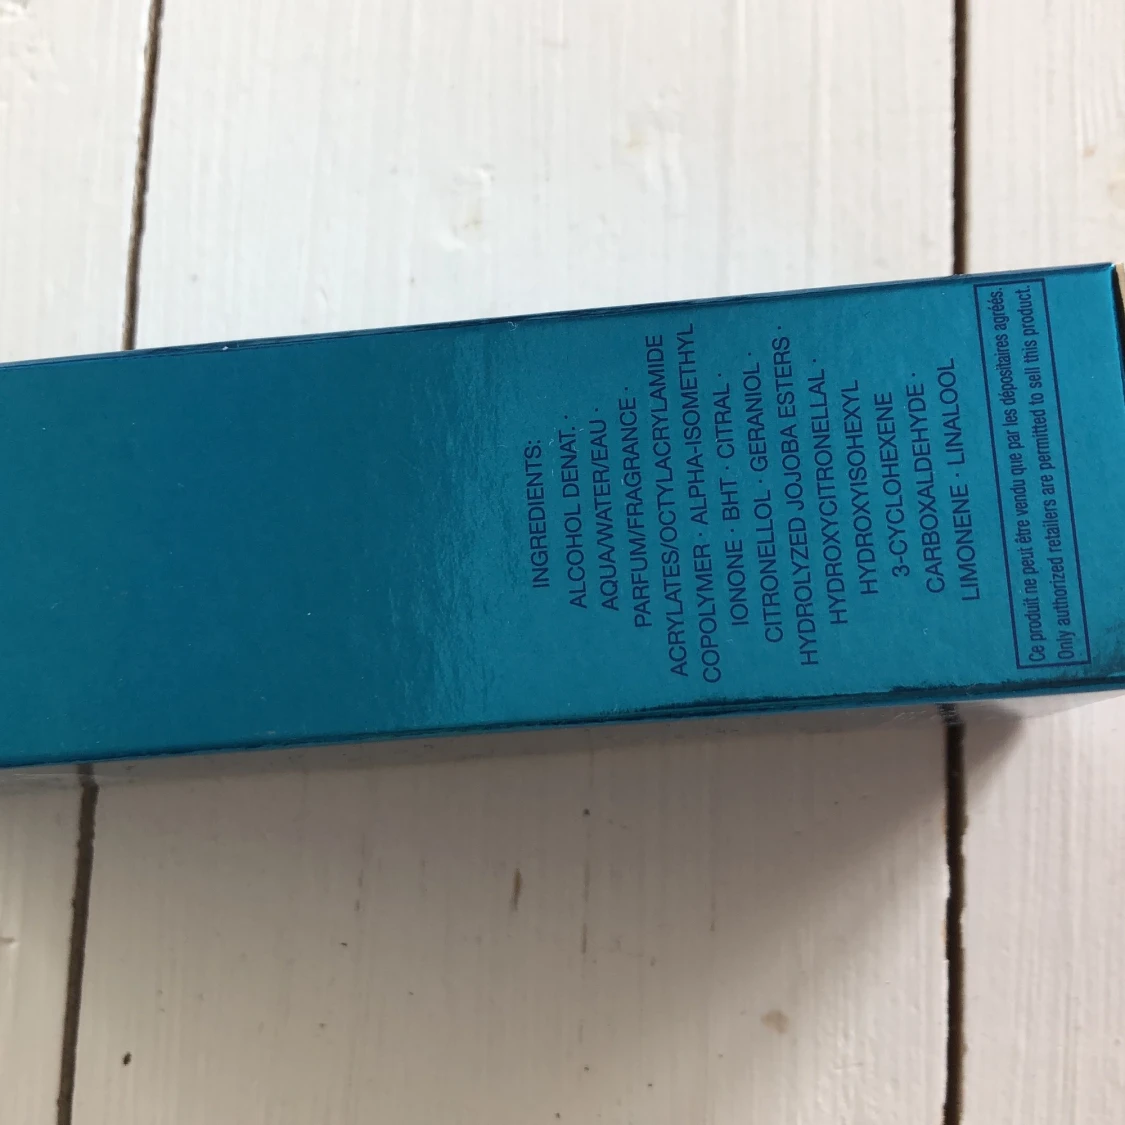 INGREDIENTS:
ALCOHOL DENAT. ·
AQUA/WATER/EAU ·
PARFUM/FRAGRANCE ·
ACRYLATES/OCTYLACRYLAMIDE
COPOLYMER · ALPHA-ISOMETHYL
IONONE · BHT · CITRAL ·
CITRONELLOL · GERANIOL ·
HYDROLYZED JOJOBA ESTERS ·
HYDROXYCITRONELLAL ·
HYDROXYISOHEXYL
3-CYCLOHEXENE
CARBOXALDEHYDE ·
LIMONENE · LINALOOL
Ce produit ne peut être vendu que par les dépositaires agréés.
Only authorized retailers are permitted to sell this product.